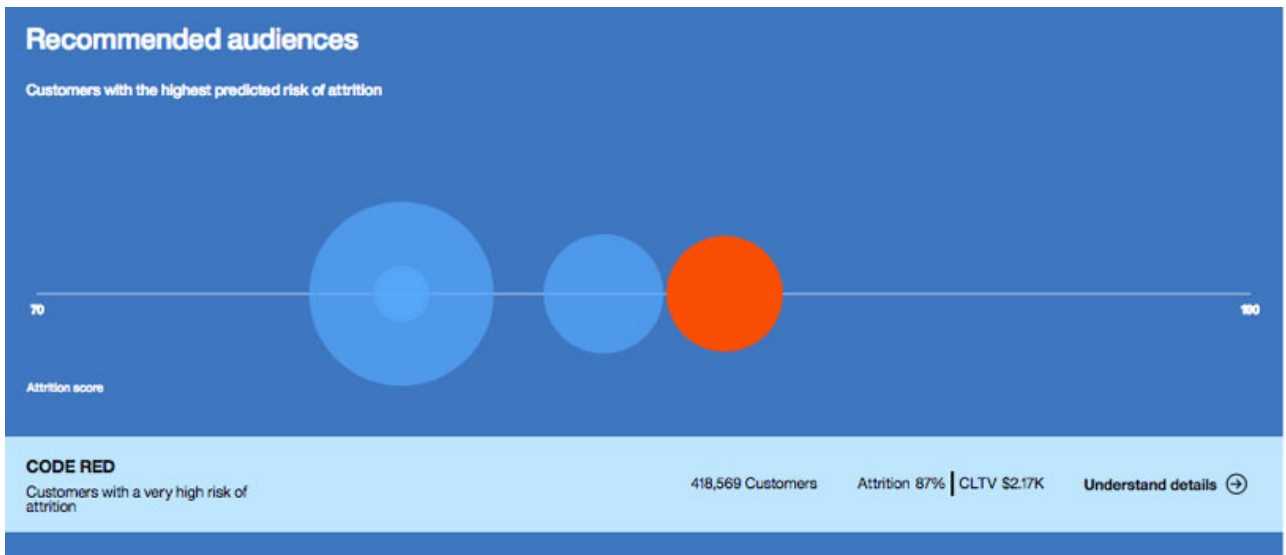 Recommended audiences
Customers with the highest predicted risk of attrition
70
100
Attrition score
CODE RED
Customers with a very high risk of
attrition
418,569 Customers
Attrition 87% | CLTV $2.17K
Understand details